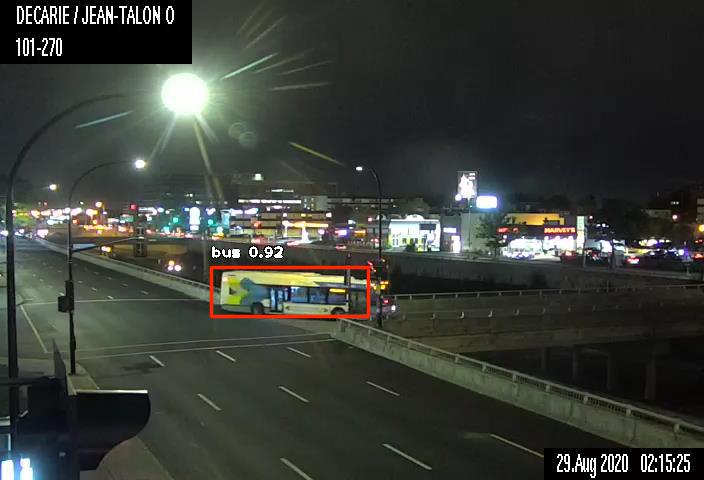 DECARIE / JEAN-TALON O
101-270
bus 0.92
HARVEY'S
29.Aug 2020 02:15:25